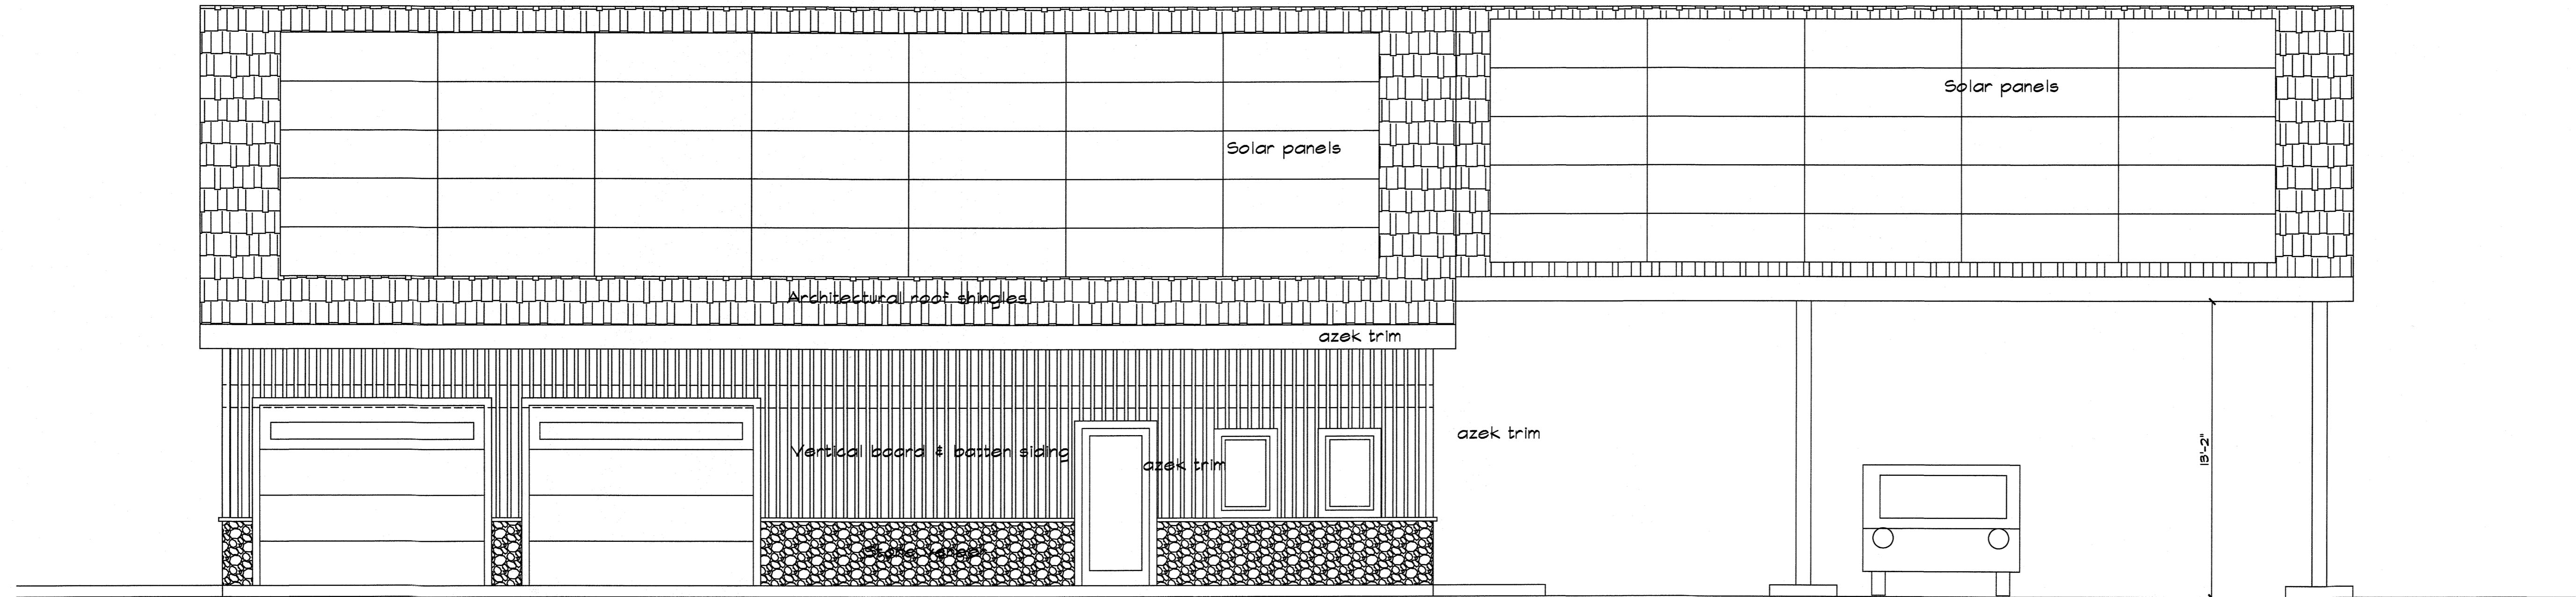 Solar panels
Solar panels
Architectural roof shingles
azek trim
azek trim
Vertical board & batten siding
azek trim
13'-2"
Stone veneer